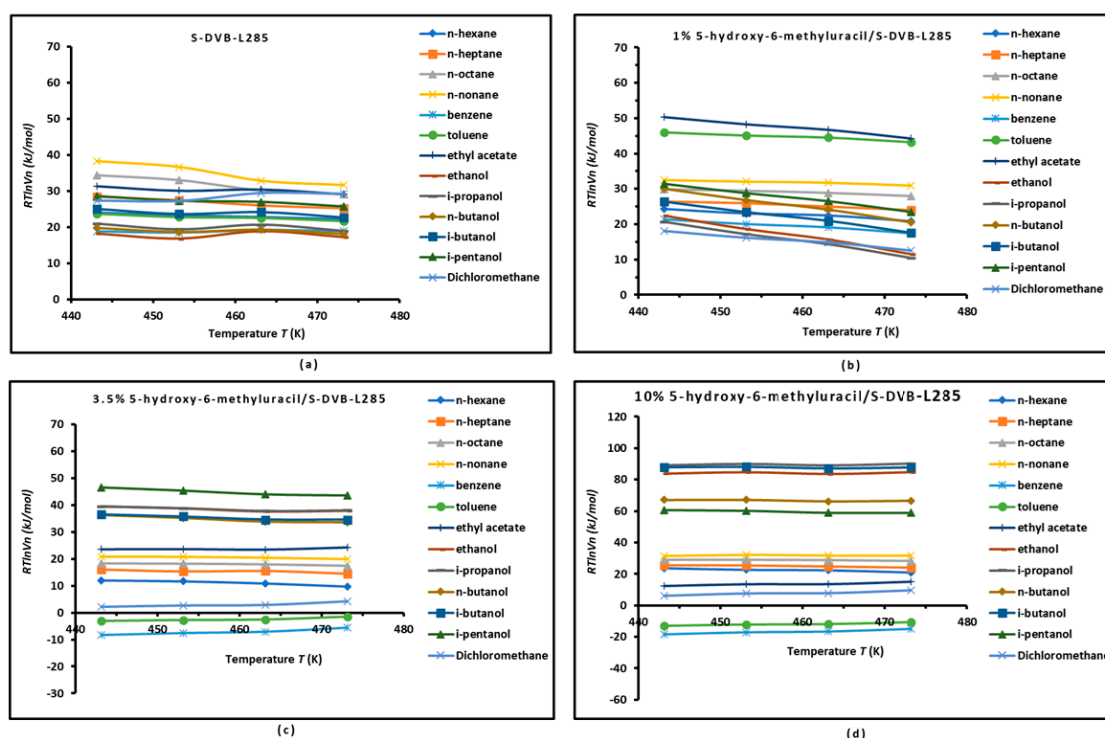 S-DVB-L285
70
60
50
40
30
20
10
0
440 450 460 470 480
RTlnVn (kJ/mol)
Temperature T (K)
n-hexane
n-heptane
n-octane
n-nonane
benzene
toluene
ethyl acetate
ethanol
i-propanol
n-butanol
i-butanol
i-pentanol
Dichloromethane
(a)
1% 5-hydroxy-6-methyluracil/S-DVB-L285
70
60
50
40
30
20
10
0
440 450 460 470 480
RTlnVn (kJ/mol)
Temperature T (K)
n-hexane
n-heptane
n-octane
n-nonane
benzene
toluene
ethyl acetate
ethanol
i-propanol
n-butanol
i-butanol
i-pentanol
Dichloromethane
(b)
3.5% 5-hydroxy-6-methyluracil/S-DVB-L285
70
60
50
40
30
20
10
0
-10
-20
-30
440 450 460 470 480
RTlnVn (kJ/mol)
Temperature T (K)
n-hexane
n-heptane
n-octane
n-nonane
benzene
toluene
ethyl acetate
ethanol
i-propanol
n-butanol
i-butanol
i-pentanol
Dichloromethane
(c)
10% 5-hydroxy-6-methyluracil/S-DVB-L285
120
100
80
60
40
20
0
-20
-40
-60
440 450 460 470 480
RTlnVn (kJ/mol)
Temperature T (K)
n-hexane
n-heptane
n-octane
n-nonane
benzene
toluene
ethyl acetate
ethanol
i-propanol
n-butanol
i-butanol
i-pentanol
Dichloromethane
(d)